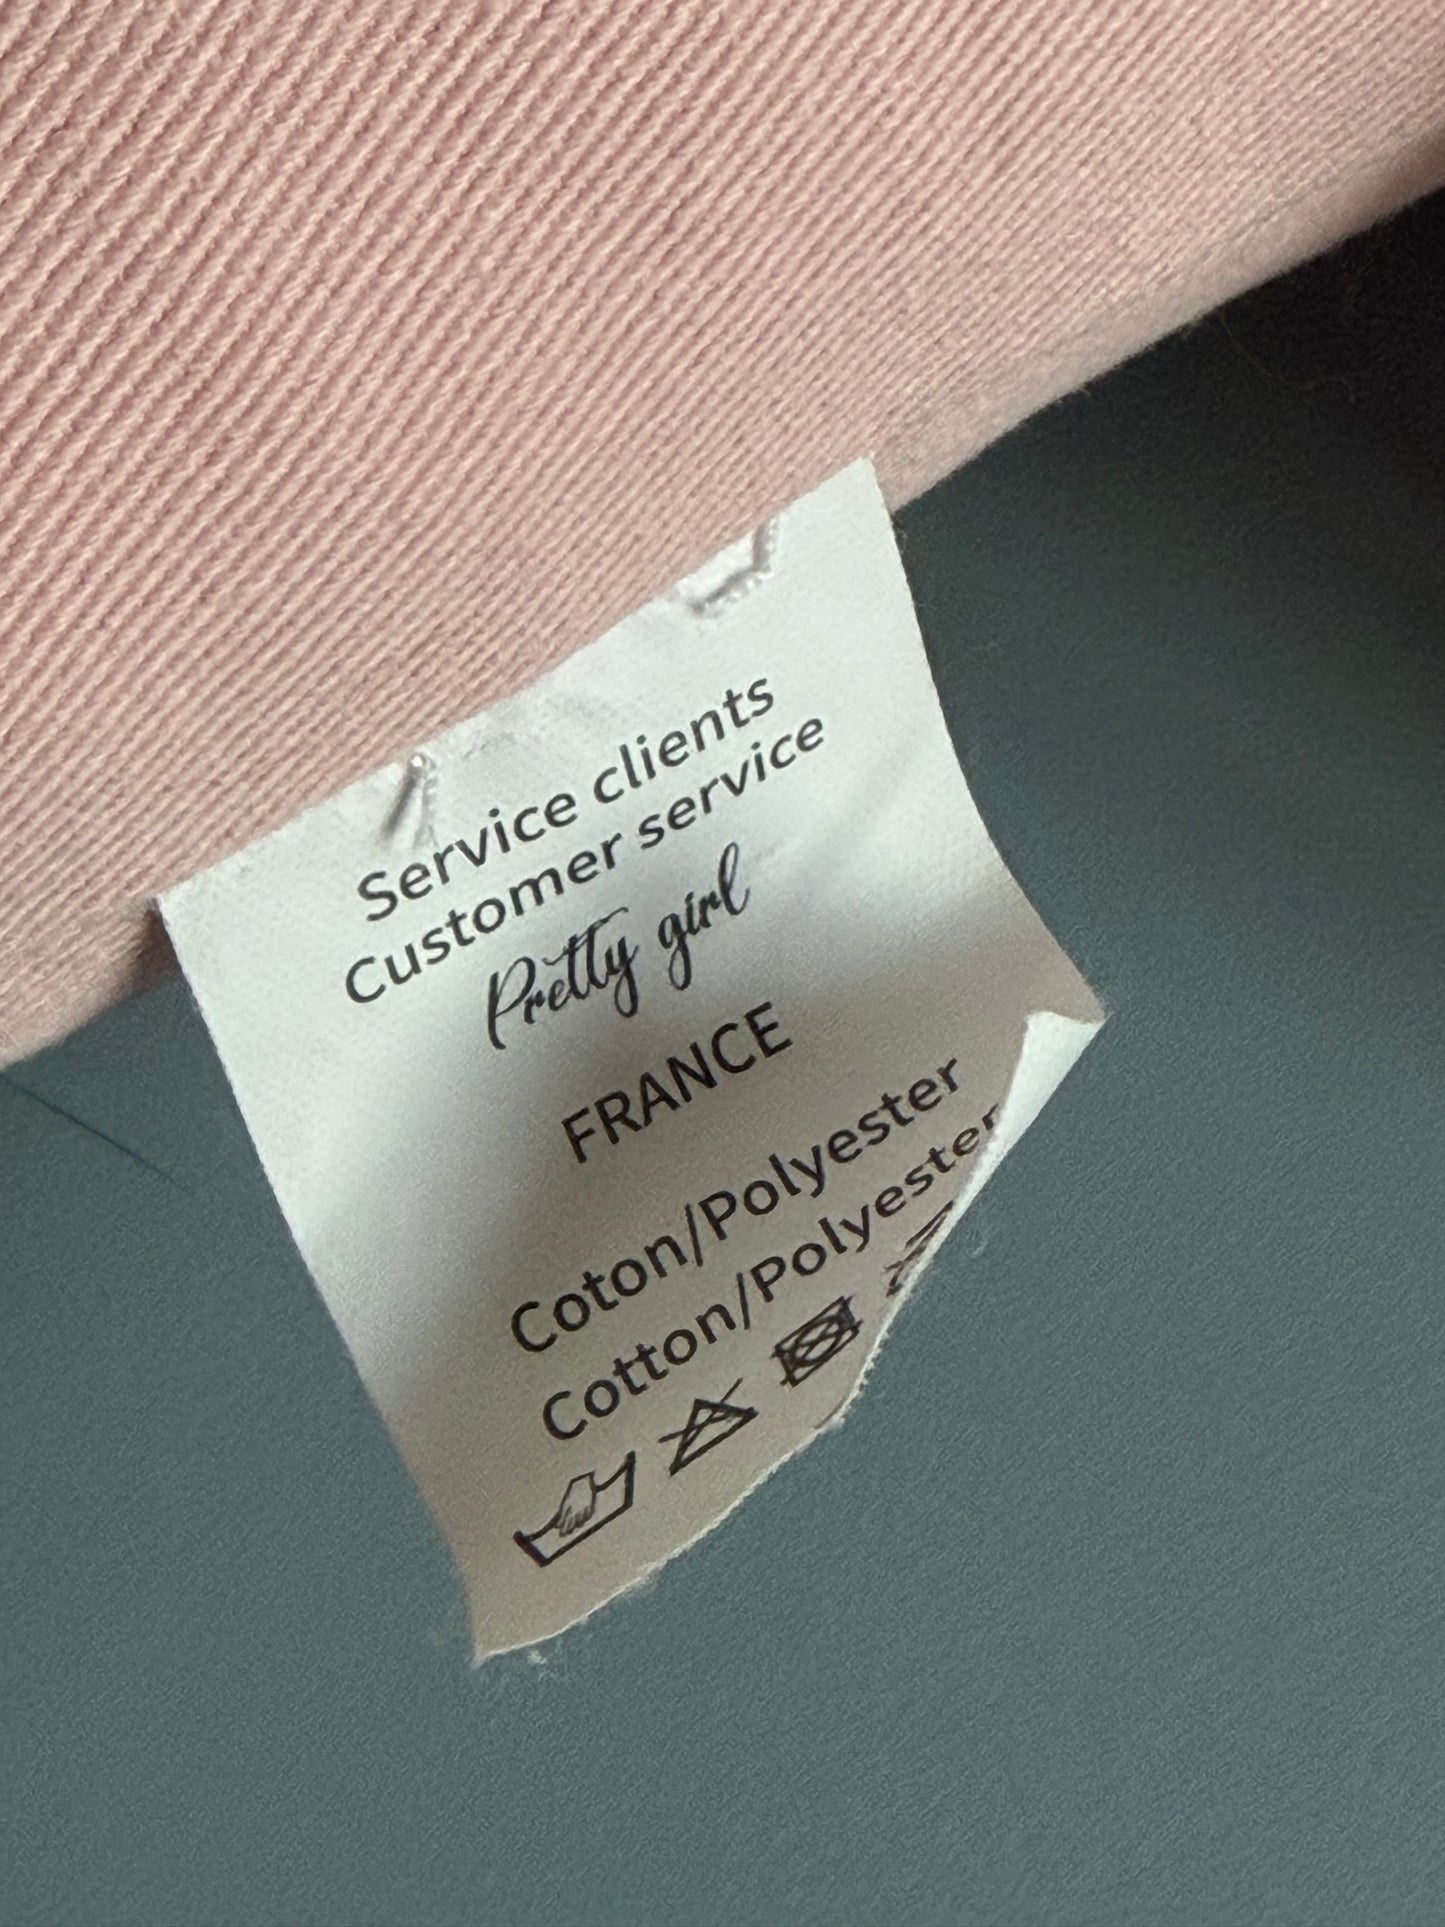 Service clients
Customer service
Pretty girl
FRANCE
Coton/Polyester
Cotton/Polyester